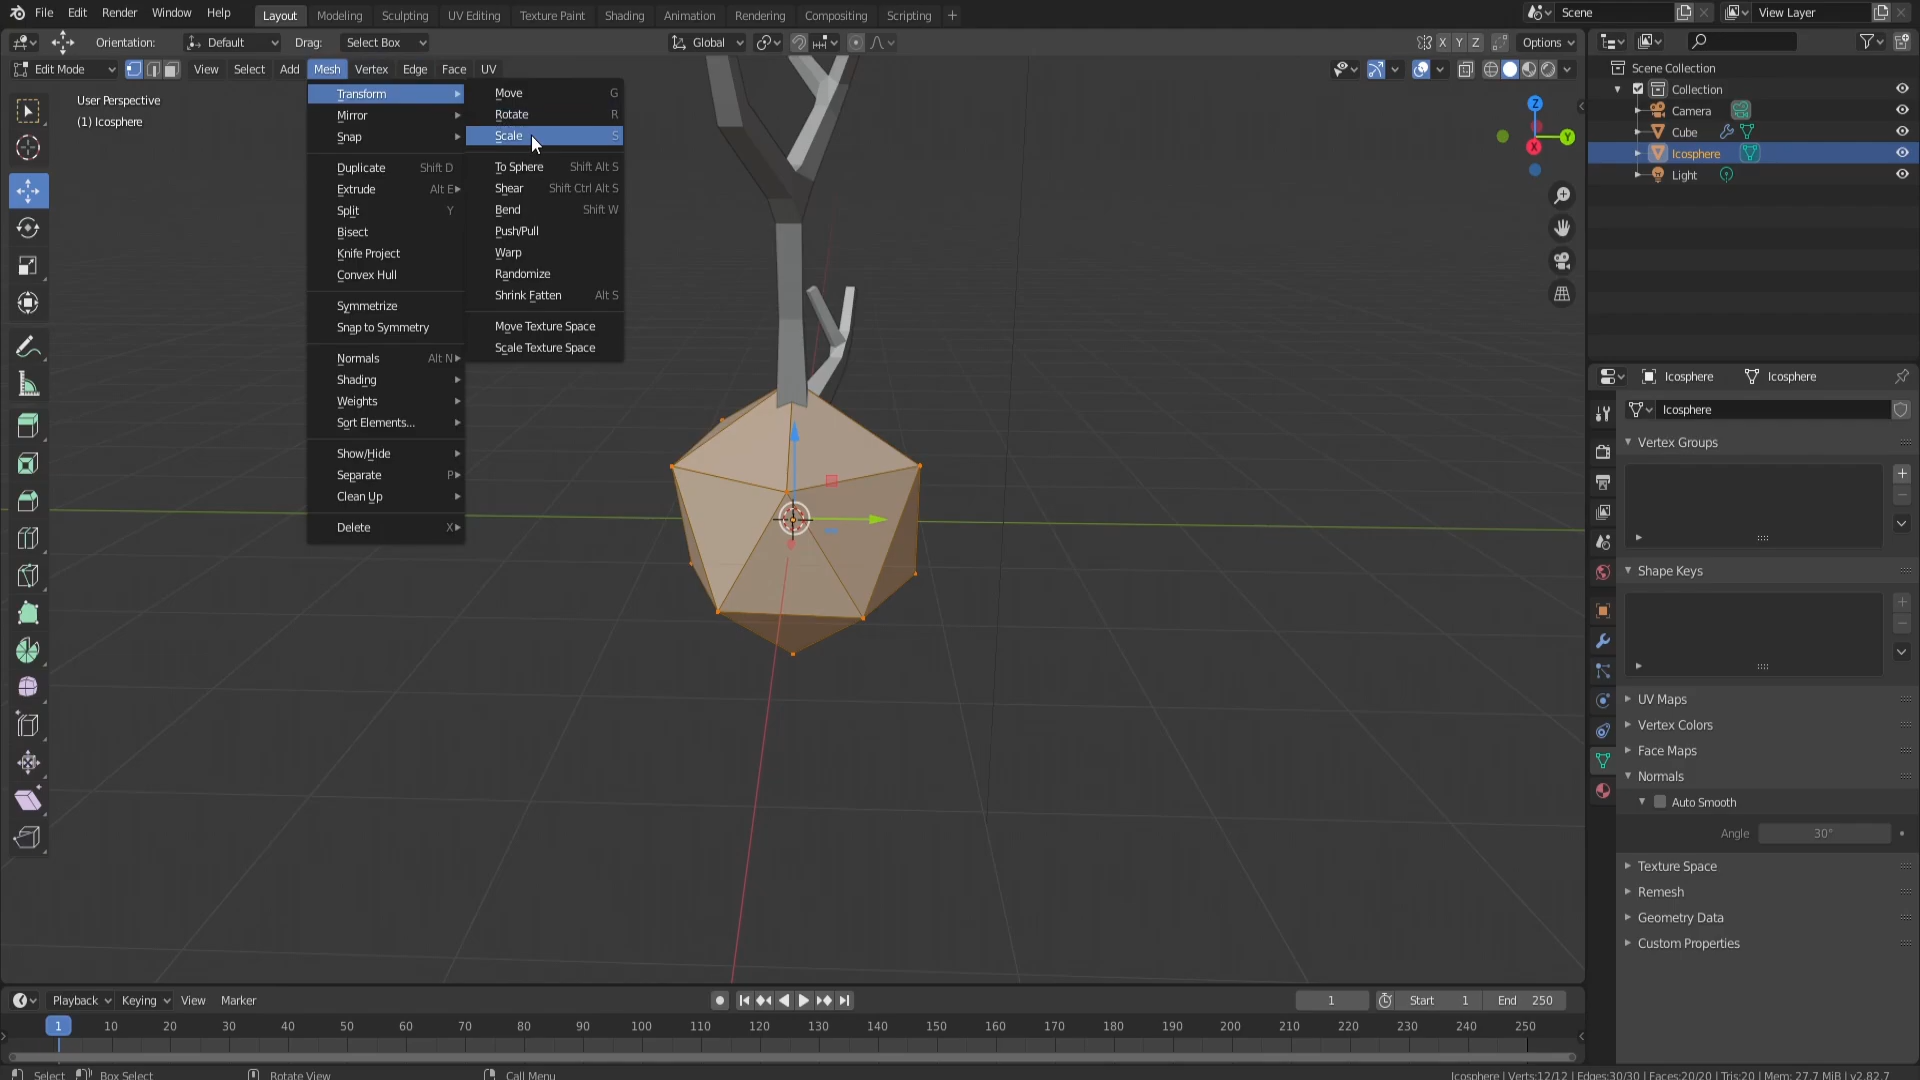 File Edit Render Window Help Layout Modeling Sculpting UV Editing Texture Paint Shading Animation Rendering Compositing Scripting + Scene View Layer
Orientation: Default Drag: Select Box Global X Y Z Options
Edit Mode View Select Add Mesh Vertex Edge Face UV
User Perspective
(1) Icosphere
Transform
Mirror
Snap
Duplicate Shift D
Extrude Alt E
Split Y
Bisect
Knife Project
Convex Hull
Symmetrize
Snap to Symmetry
Normals Alt N
Shading
Weights
Sort Elements...
Show/Hide
Separate P
Clean Up
Delete X
Move G
Rotate R
Scale S
To Sphere Shift Alt S
Shear Shift Ctrl Alt S
Bend Shift W
Push/Pull
Warp
Randomize
Shrink Fatten Alt S
Move Texture Space
Scale Texture Space
Z
Y
X
Scene Collection
Collection
Camera
Cube
Icosphere
Light
Icosphere Icosphere
Icosphere
Vertex Groups
Shape Keys
UV Maps
Vertex Colors
Face Maps
Normals
Auto Smooth
Angle 30°
Texture Space
Remesh
Geometry Data
Custom Properties
Playback Keying View Marker 1 Start 1 End 250
1 10 20 30 40 50 60 70 80 90 100 110 120 130 140 150 160 170 180 190 200 210 220 230 240 250
Select Box Select Rotate View Call Menu Icosphere | Verts:12/12 | Edges:30/30 | Faces:20/20 | Tris:20 | Mem: 27.7 MiB | v2.82.7